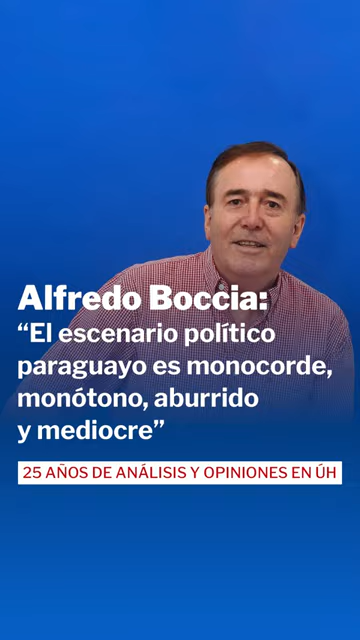 Alfredo Boccia:
“El escenario político
paraguayo es monocorde,
monótono, aburrido
y mediocre”
25 AÑOS DE ANÁLISIS Y OPINIONES EN ÚH